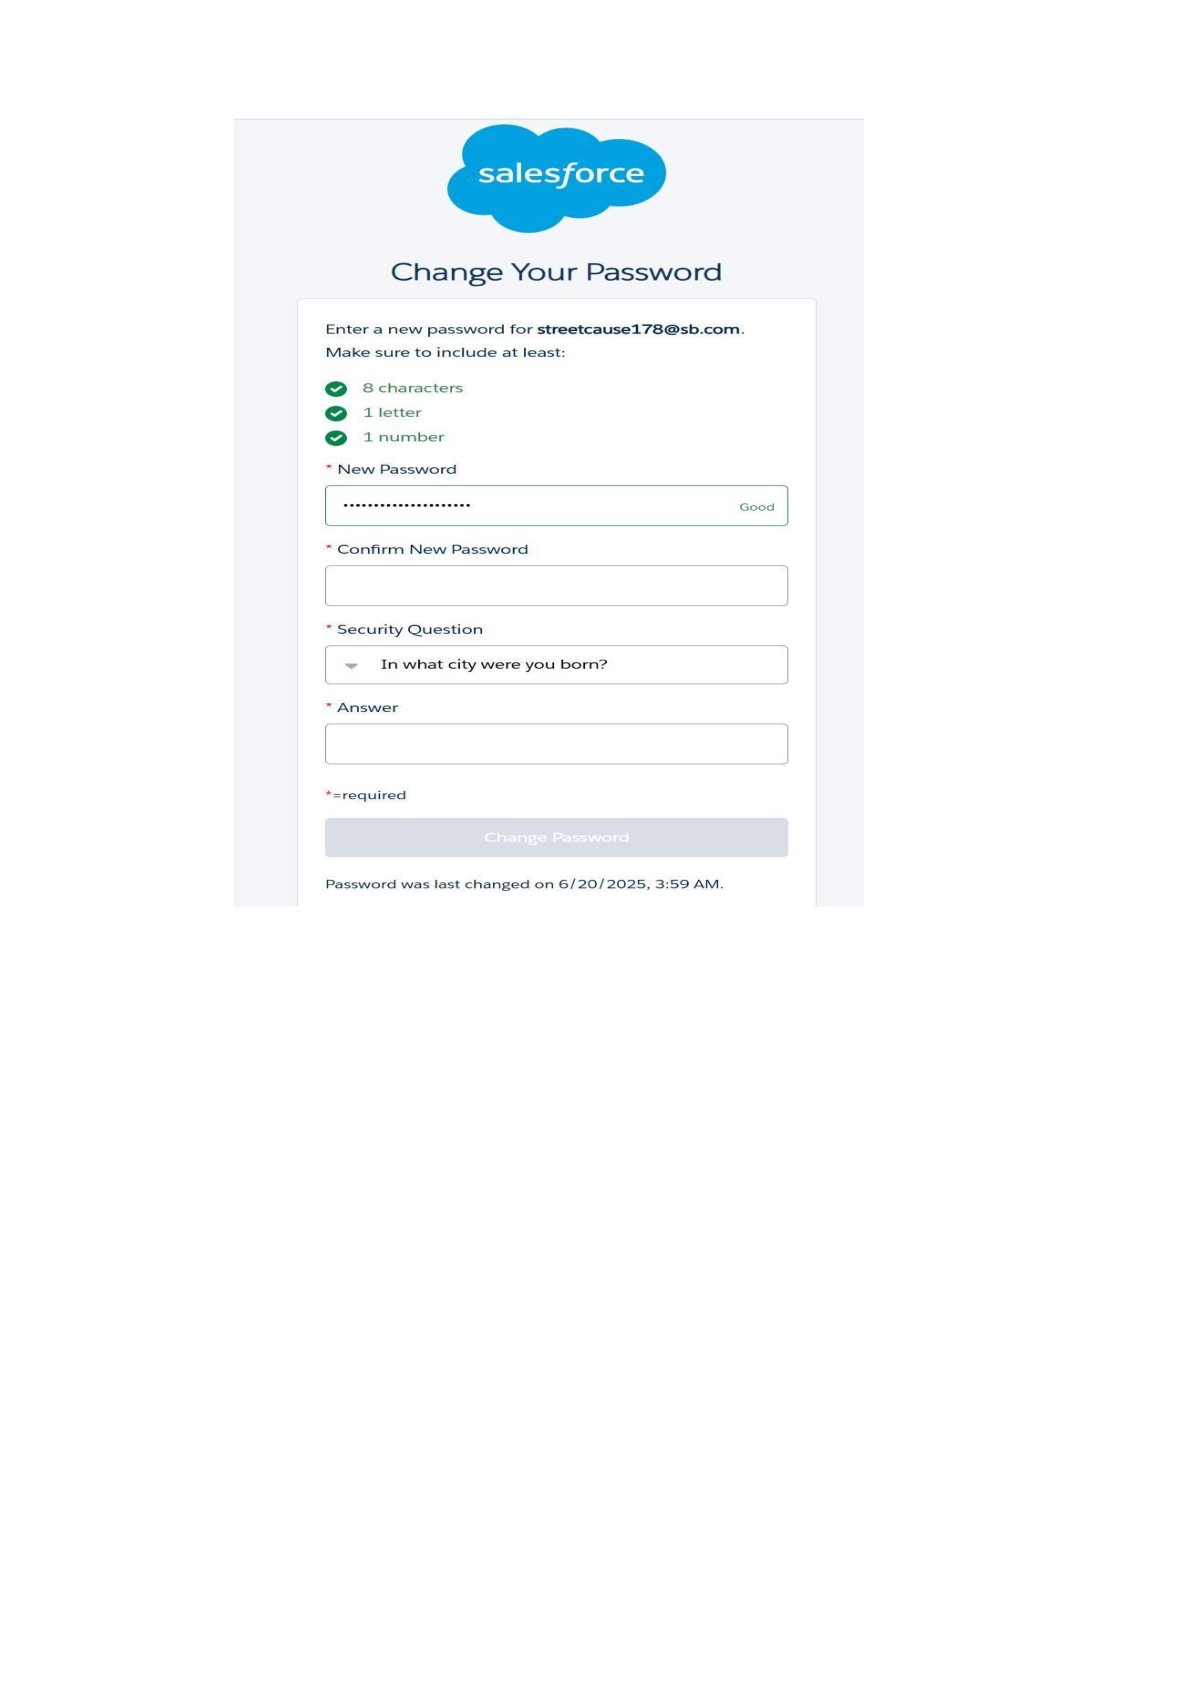 salesforce
Change Your Password
Enter a new password for streetcause178@sb.com.
Make sure to include at least:
8 characters
1 letter
1 number
* New Password
••••••••••••••••••••• Good
* Confirm New Password
* Security Question
In what city were you born?
* Answer
*=required
Change Password
Password was last changed on 6/20/2025, 3:59 AM.